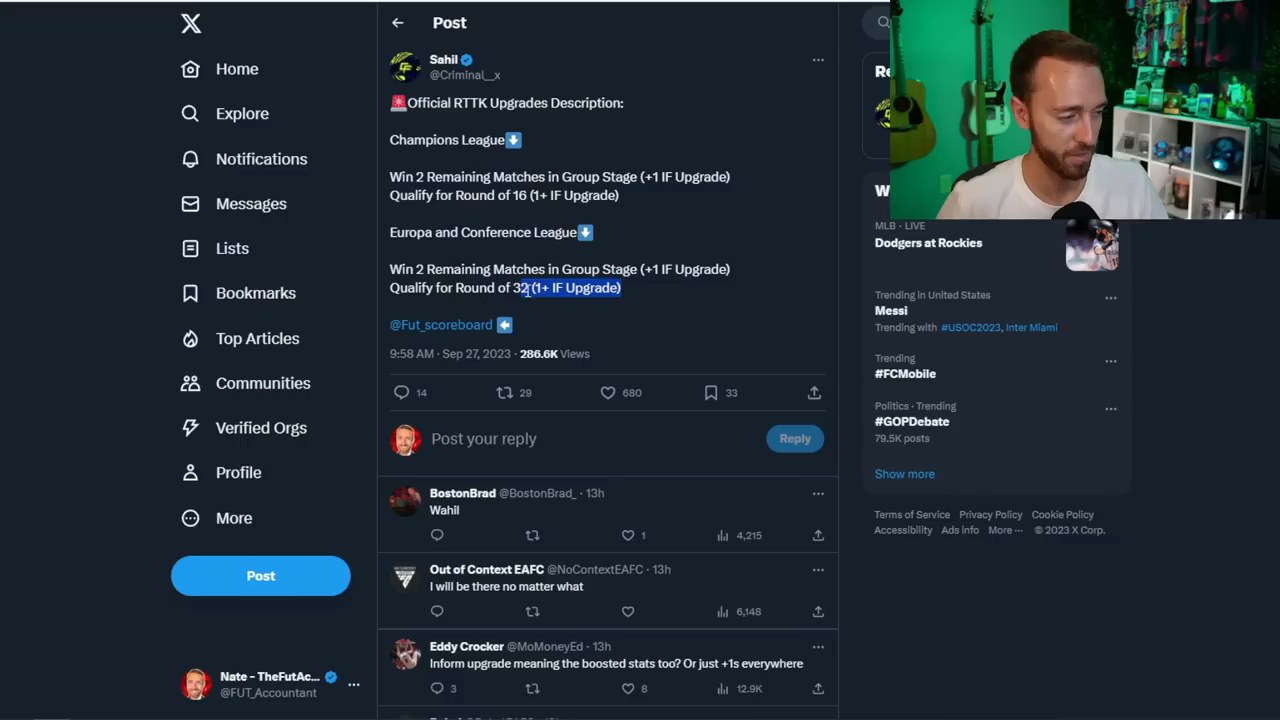 Post
Home
Explore
Notifications
Messages
Lists
Bookmarks
Top Articles
Communities
Verified Orgs
Profile
More
Post
Nate - TheFutAc...
@FUT_Accountant
Sahil
@Criminal__x
🚨Official RTTK Upgrades Description:
Champions League⬇️
Win 2 Remaining Matches in Group Stage (+1 IF Upgrade)
Qualify for Round of 16 (1+ IF Upgrade)
Europa and Conference League⬇️
Win 2 Remaining Matches in Group Stage (+1 IF Upgrade)
Qualify for Round of 32 (1+ IF Upgrade)
@Fut_scoreboard ⬅️
9:58 AM · Sep 27, 2023 · 286.6K Views
14 29 680 33
Post your reply
Reply
BostonBrad @BostonBrad_ · 13h
Wahil
1 4,215
Out of Context EAFC @NoContextEAFC · 13h
I will be there no matter what
6,148
Eddy Crocker @MoMoneyEd · 13h
Inform upgrade meaning the boosted stats too? Or just +1s everywhere
3 8 12.9K
Re
W
MLB · LIVE
Dodgers at Rockies
Trending in United States
Messi
Trending with #USOC2023, Inter Miami
Trending
#FCMobile
Politics · Trending
#GOPDebate
79.5K posts
Show more
Terms of Service Privacy Policy Cookie Policy
Accessibility Ads info More ··· © 2023 X Corp.